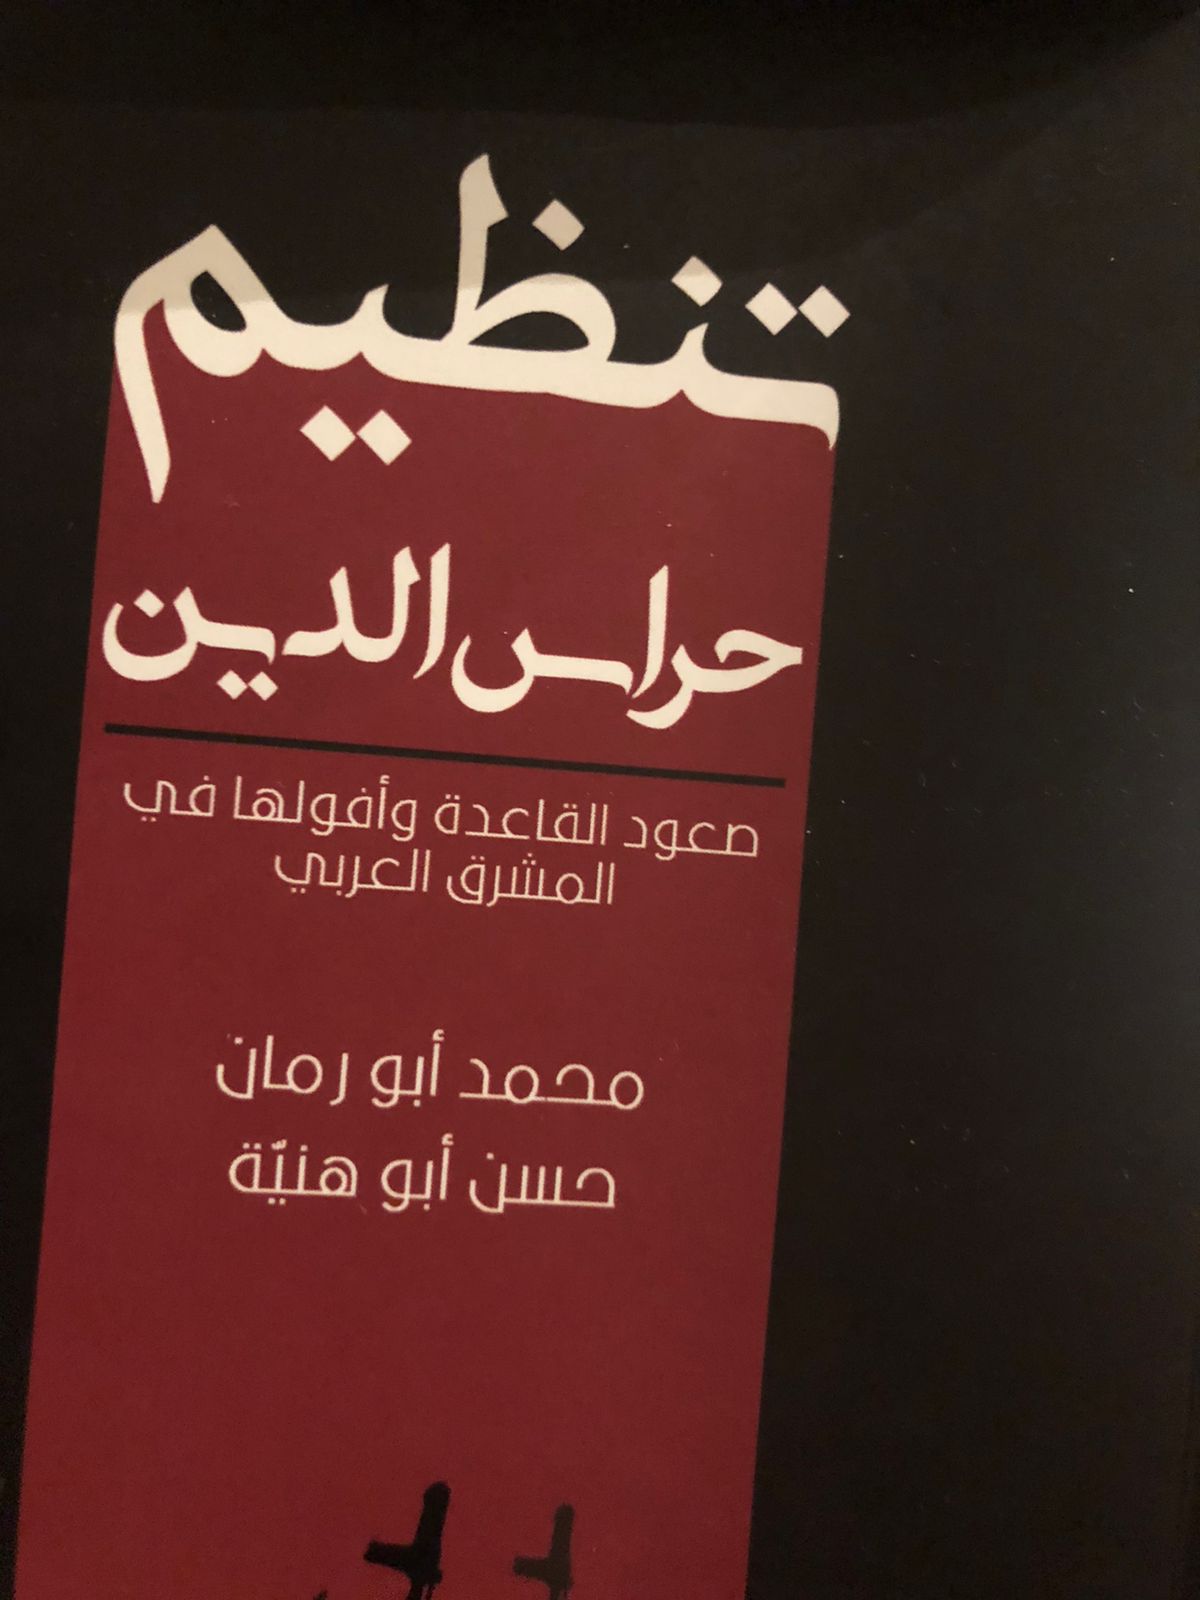 تنظيم
حراس الدين
صعود القاعدة وأفولها في
المشرق العربي
محمد أبو رمان
حسن أبو هنيّة